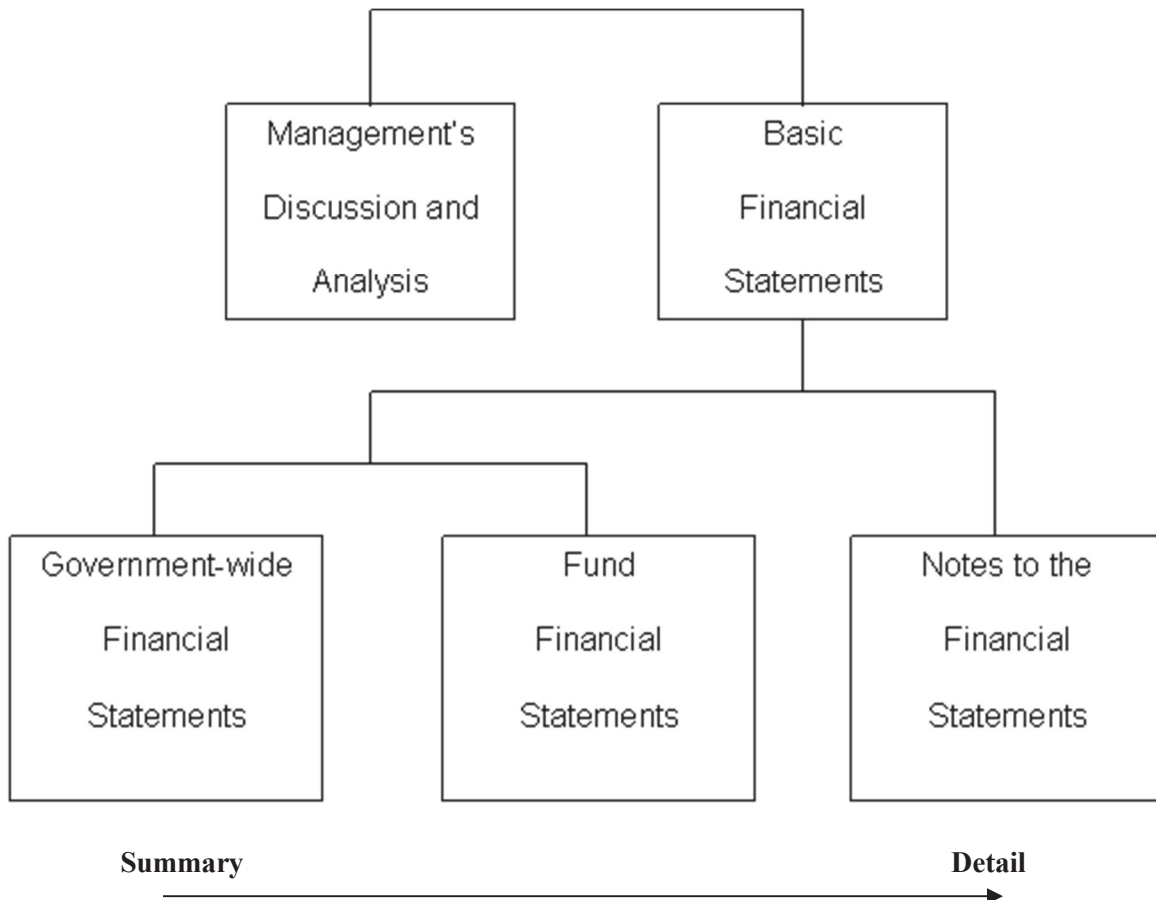 Management's
Discussion and
Analysis
Basic
Financial
Statements
Government-wide
Financial
Statements
Fund
Financial
Statements
Notes to the
Financial
Statements
Summary
Detail